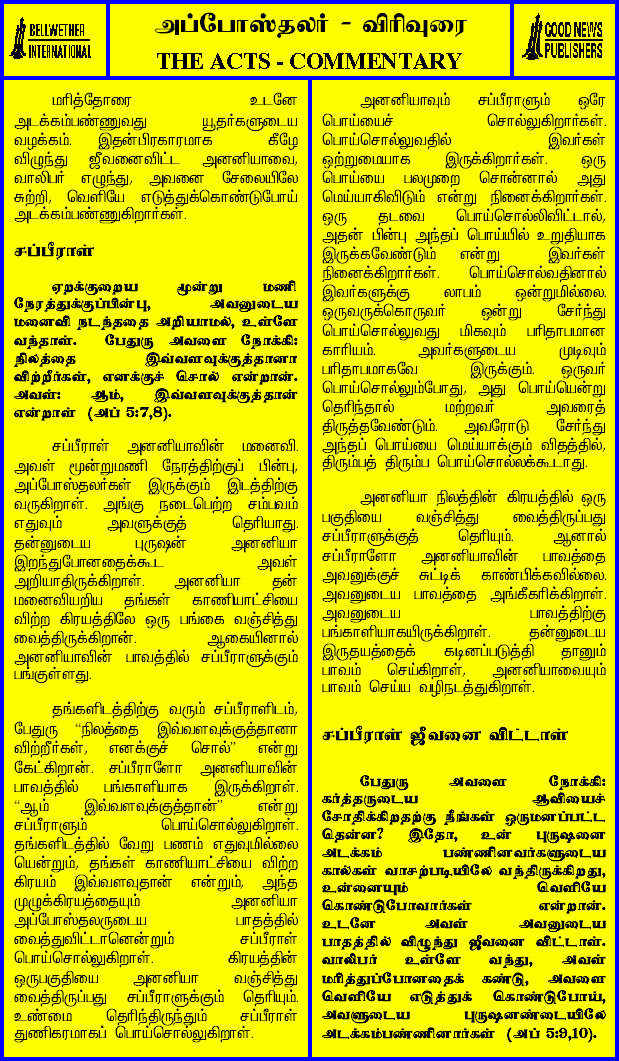 BELLWETHER
INTERNATIONAL
அப்போஸ்தலர் - விரிவுரை
THE ACTS - COMMENTARY
GOOD NEWS
PUBLISHERS
மரித்தோரை உடனே
அடக்கம்பண்ணுவது யூதர்களுடைய
வழக்கம். இதன்பிரகாரமாக கீழே
விழுந்து ஜீவனைவிட்ட அனனியாவை,
வாலிபர் எழுந்து, அவனை சேலையிலே
சுற்றி, வெளியே எடுத்துக்கொண்டுபோய்
அடக்கம்பண்ணுகிறார்கள்.
சப்பீராள்
ஏறக்குறைய மூன்று மணி
நேரத்துக்குப்பின்பு, அவனுடைய
மனைவி நடந்ததை அறியாமல், உள்ளே
வந்தாள். பேதுரு அவளை நோக்கி:
நிலத்தை இவ்வளவுக்குத்தானா
விற்றீர்கள், எனக்குச் சொல் என்றான்.
அவள்: ஆம், இவ்வளவுக்குத்தான்
என்றாள் (அப் 5:7,8).
சப்பீராள் அனனியாவின் மனைவி.
அவள் மூன்றுமணி நேரத்திற்குப் பின்பு,
அப்போஸ்தலர்கள் இருக்கும் இடத்திற்கு
வருகிறாள். அங்கு நடைபெற்ற சம்பவம்
எதுவும் அவளுக்குத் தெரியாது.
தன்னுடைய புருஷன் அனனியா
இறந்துபோனதைக்கூட அவள்
அறியாதிருக்கிறாள். அனனியா தன்
மனைவியறிய தங்கள் காணியாட்சியை
விற்ற கிரயத்திலே ஒரு பங்கை வஞ்சித்து
வைத்திருக்கிறான். ஆகையினால்
அனனியாவின் பாவத்தில் சப்பீராளுக்கும்
பங்குள்ளது.
தங்களிடத்திற்கு வரும் சப்பீராளிடம்,
பேதுரு “நிலத்தை இவ்வளவுக்குத்தானா
விற்றீர்கள், எனக்குச் சொல்” என்று
கேட்கிறான். சப்பீராளோ அனனியாவின்
பாவத்தில் பங்காளியாக இருக்கிறாள்.
“ஆம் இவ்வளவுக்குத்தான்” என்று
சப்பீராளும் பொய்சொல்லுகிறாள்.
தங்களிடத்தில் வேறு பணம் எதுவுமில்லை
யென்றும், தங்கள் காணியாட்சியை விற்ற
கிரயம் இவ்வளவுதான் என்றும், அந்த
முழுக்கிரயத்தையும் அனனியா
அப்போஸ்தலருடைய பாதத்தில்
வைத்துவிட்டானென்றும் சப்பீராள்
பொய்சொல்லுகிறாள். கிரயத்தின்
ஒருபகுதியை அனனியா வஞ்சித்து
வைத்திருப்பது சப்பீராளுக்கும் தெரியும்.
உண்மை தெரிந்திருந்தும் சப்பீராள்
துணிகரமாகப் பொய்சொல்லுகிறாள்.
அனனியாவும் சப்பீராளும் ஒரே
பொய்யைச் சொல்லுகிறார்கள்.
பொய்சொல்லுவதில் இவர்கள்
ஒற்றுமையாக இருக்கிறார்கள். ஒரு
பொய்யை பலமுறை சொன்னால் அது
மெய்யாகிவிடும் என்று நினைக்கிறார்கள்.
ஒரு தடவை பொய்சொல்லிவிட்டால்,
அதன் பின்பு அந்தப் பொய்யில் உறுதியாக
இருக்கவேண்டும் என்று இவர்கள்
நினைக்கிறார்கள். பொய்சொல்வதினால்
இவர்களுக்கு லாபம் ஒன்றுமில்லை.
ஒருவருக்கொருவர் ஒன்று சேர்ந்து
பொய்சொல்லுவது மிகவும் பரிதாபமான
காரியம். அவர்களுடைய முடிவும்
பரிதாபமாகவே இருக்கும். ஒருவர்
பொய்சொல்லும்போது, அது பொய்யென்று
தெரிந்தால் மற்றவர் அவரைத்
திருத்தவேண்டும். அவரோடு சேர்ந்து
அந்தப் பொய்யை மெய்யாக்கும் விதத்தில்,
திரும்பத் திரும்ப பொய்சொல்லக்கூடாது.
அனனியா நிலத்தின் கிரயத்தில் ஒரு
பகுதியை வஞ்சித்து வைத்திருப்பது
சப்பீராளுக்குத் தெரியும். ஆனால்
சப்பீராளோ அனனியாவின் பாவத்தை
அவனுக்குச் சுட்டிக் காண்பிக்கவில்லை.
அவனுடைய பாவத்தை அங்கீகரிக்கிறாள்.
அவனுடைய பாவத்திற்கு
பங்காளியாகயிருக்கிறாள். தன்னுடைய
இருதயத்தைக் கடினப்படுத்தி தானும்
பாவம் செய்கிறாள், அனனியாவையும்
பாவம் செய்ய வழிநடத்துகிறாள்.
சப்பீராள் ஜீவனை விட்டாள்
பேதுரு அவளை நோக்கி:
கர்த்தருடைய ஆவியைச்
சோதிக்கிறதற்கு நீங்கள் ஒருமனப்பட்ட
தென்ன? இதோ, உன் புருஷனை
அடக்கம் பண்ணினவர்களுடைய
கால்கள் வாசற்படியிலே வந்திருக்கிறது,
உன்னையும் வெளியே
கொண்டுபோவார்கள் என்றான்.
உடனே அவள் அவனுடைய
பாதத்தில் விழுந்து ஜீவனை விட்டாள்.
வாலிபர் உள்ளே வந்து, அவள்
மரித்துப்போனதைக் கண்டு, அவளை
வெளியே எடுத்துக் கொண்டுபோய்,
அவளுடைய புருஷனண்டையிலே
அடக்கம்பண்ணினார்கள் (அப் 5:9,10).